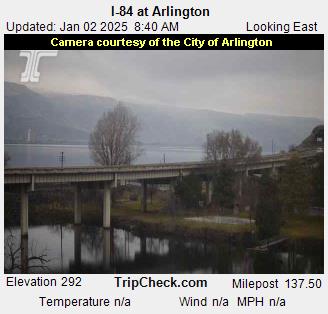 I-84 at Arlington
Updated: Jan 02 2025 8:40 AM Looking East
Camera courtesy of the City of Arlington
Elevation 292 TripCheck.com Milepost 137.50
Temperature n/a Wind n/a MPH n/a